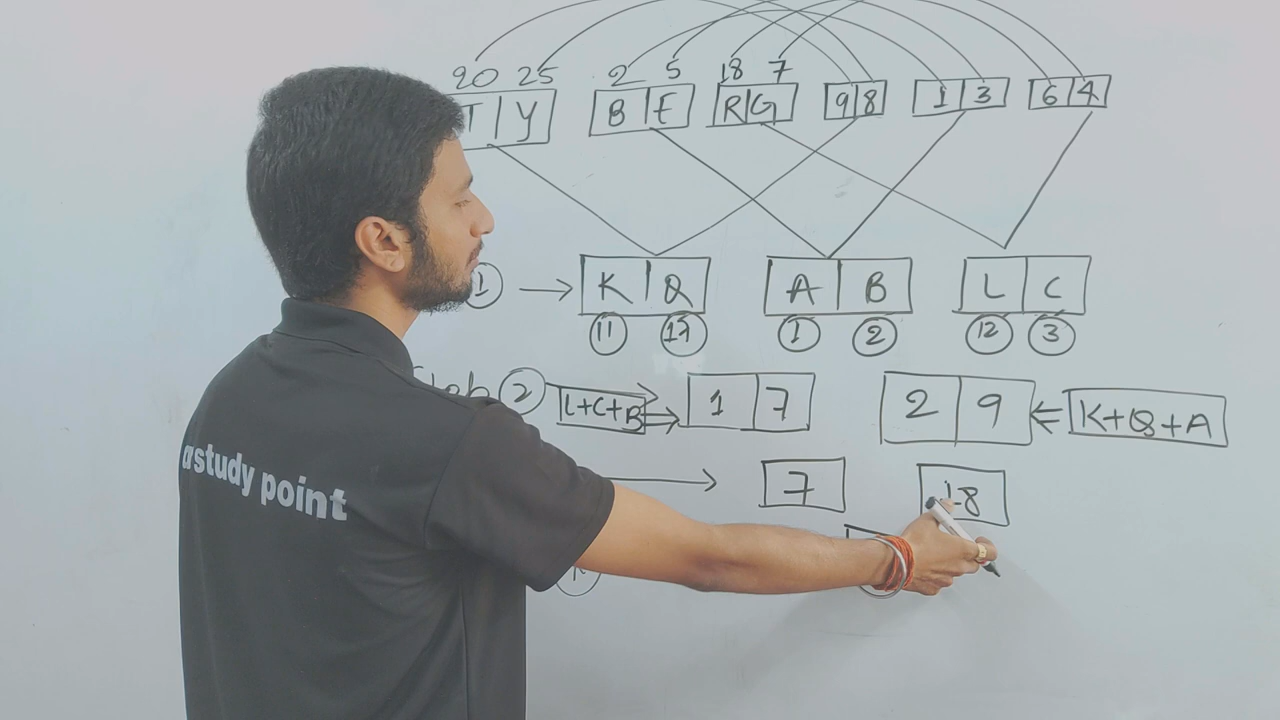 20 25 2 5 18 7
T Y B E R G 9 8 1 3 6 4
1 K Q A B L C
11 17 1 2 12 3
Step 2 L+C+B 1 7 2 9 K+Q+A
7 18
a study point